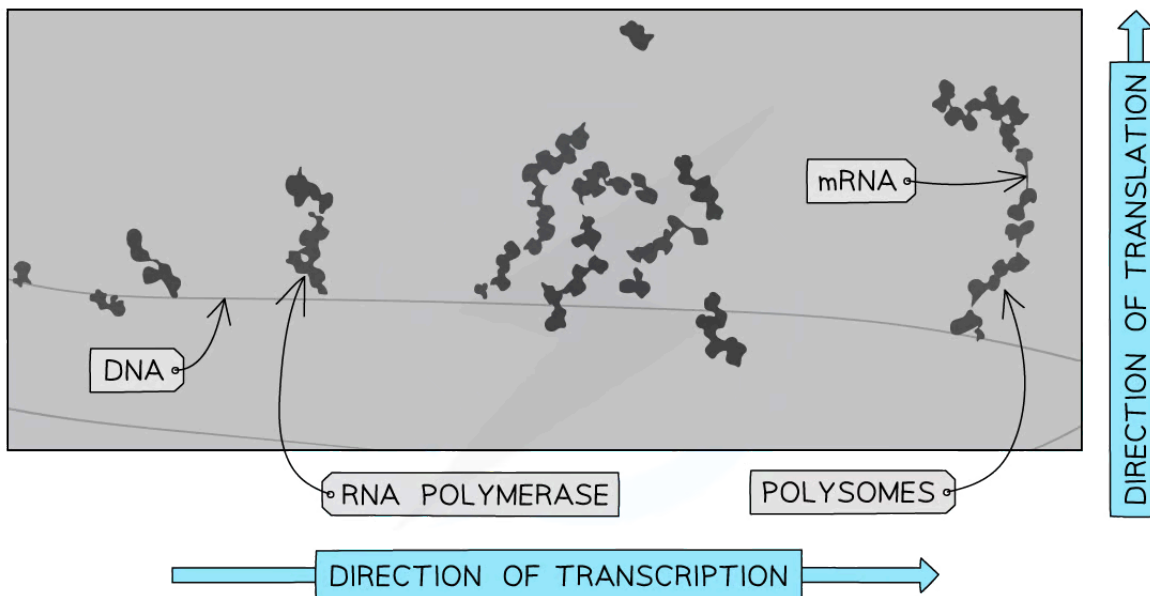 mRNA
DNA
RNA POLYMERASE
POLYSOMES
DIRECTION OF TRANSCRIPTION
DIRECTION OF TRANSLATION